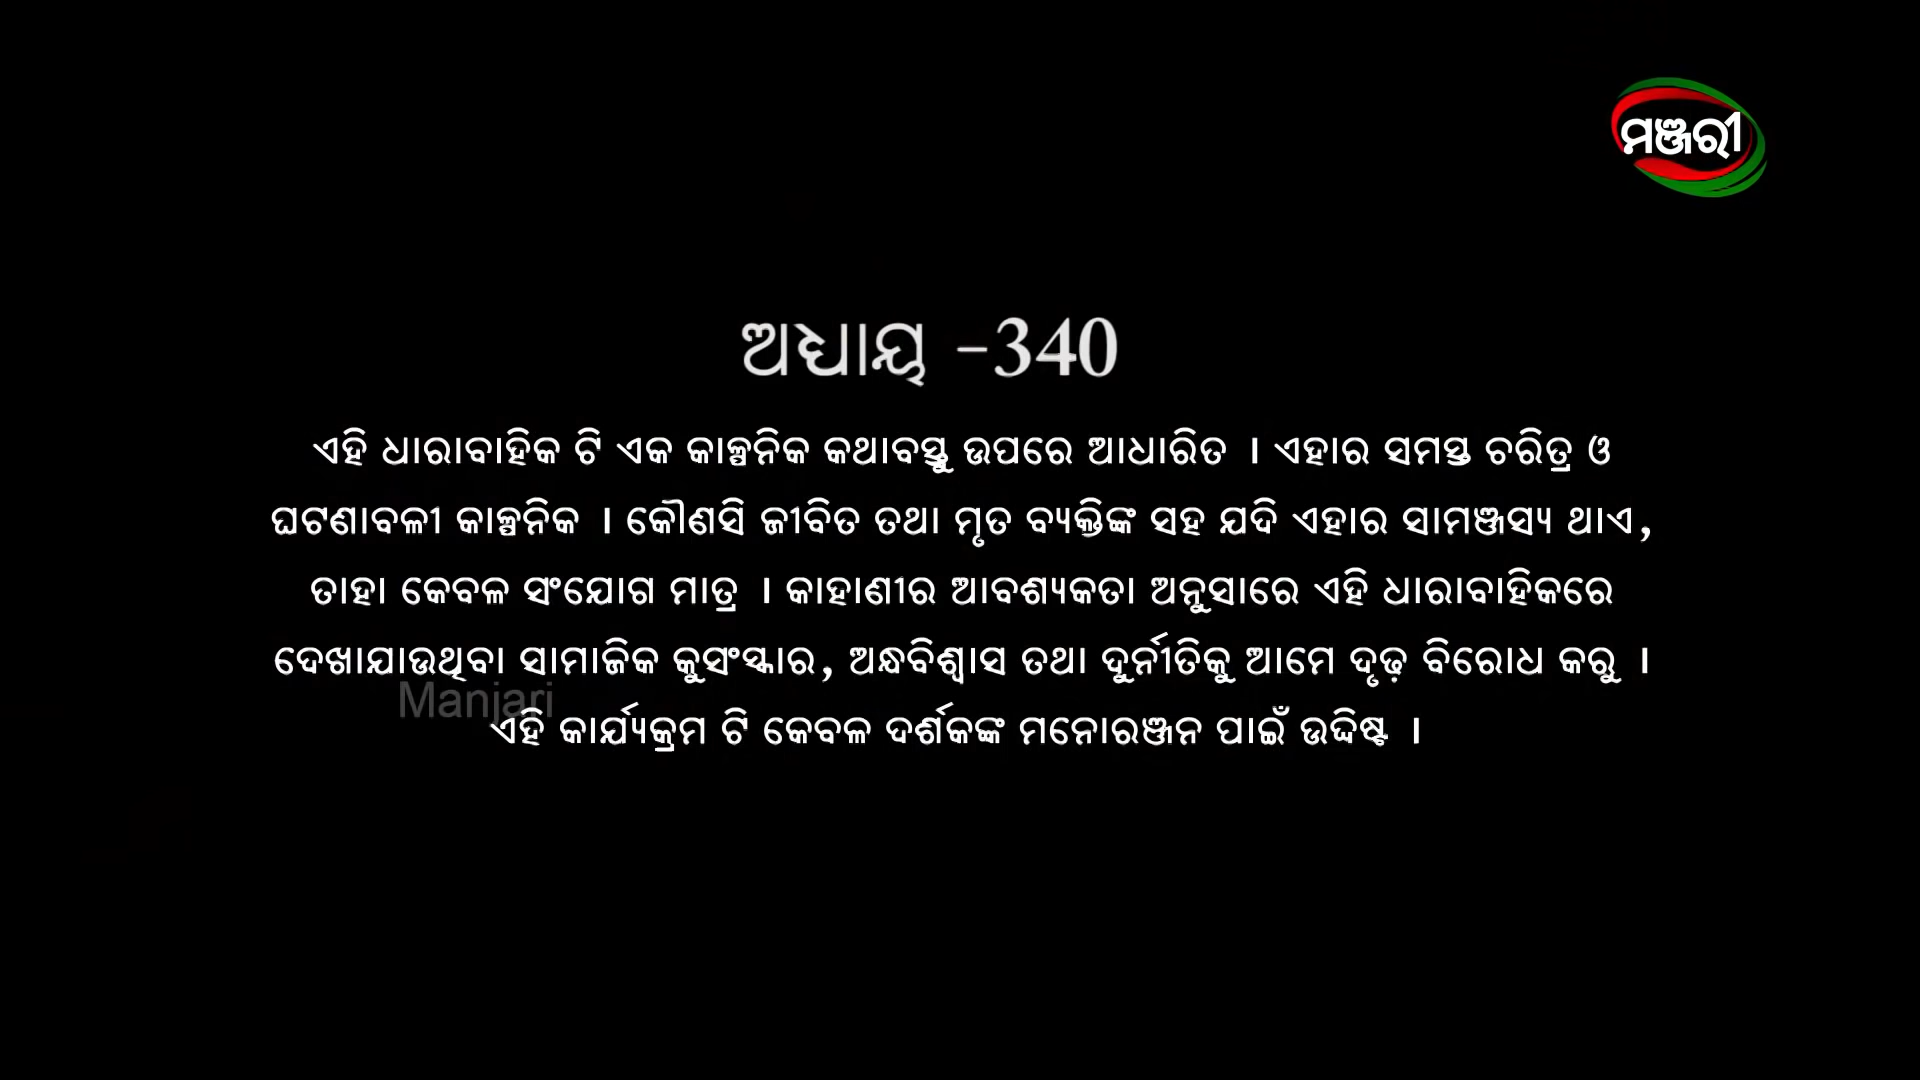 ମଞ୍ଜରୀ
ଅଧ୍ୟାୟ -340
ଏହି ଧାରାବାହିକ ଟି ଏକ କାଳ୍ପନିକ କଥାବସ୍ତୁ ଉପରେ ଆଧାରିତ । ଏହାର ସମସ୍ତ ଚରିତ୍ର ଓ
ଘଟଣାବଳୀ କାଳ୍ପନିକ । କୌଣସି ଜୀବିତ ତଥା ମୃତ ବ୍ୟକ୍ତିଙ୍କ ସହ ଯଦି ଏହାର ସାମଞ୍ଜସ୍ୟ ଥାଏ,
ତାହା କେବଳ ସଂଯୋଗ ମାତ୍ର । କାହାଣୀର ଆବଶ୍ୟକତା ଅନୁସାରେ ଏହି ଧାରାବାହିକରେ
ଦେଖାଯାଉଥିବା ସାମାଜିକ କୁସଂସ୍କାର, ଅନ୍ଧବିଶ୍ୱାସ ତଥା ଦୁର୍ନୀତିକୁ ଆମେ ଦୃଢ଼ ବିରୋଧ କରୁ ।
Manjari
ଏହି କାର୍ଯ୍ୟକ୍ରମ ଟି କେବଳ ଦର୍ଶକଙ୍କ ମନୋରଞ୍ଜନ ପାଇଁ ଉଦ୍ଦିଷ୍ଟ ।